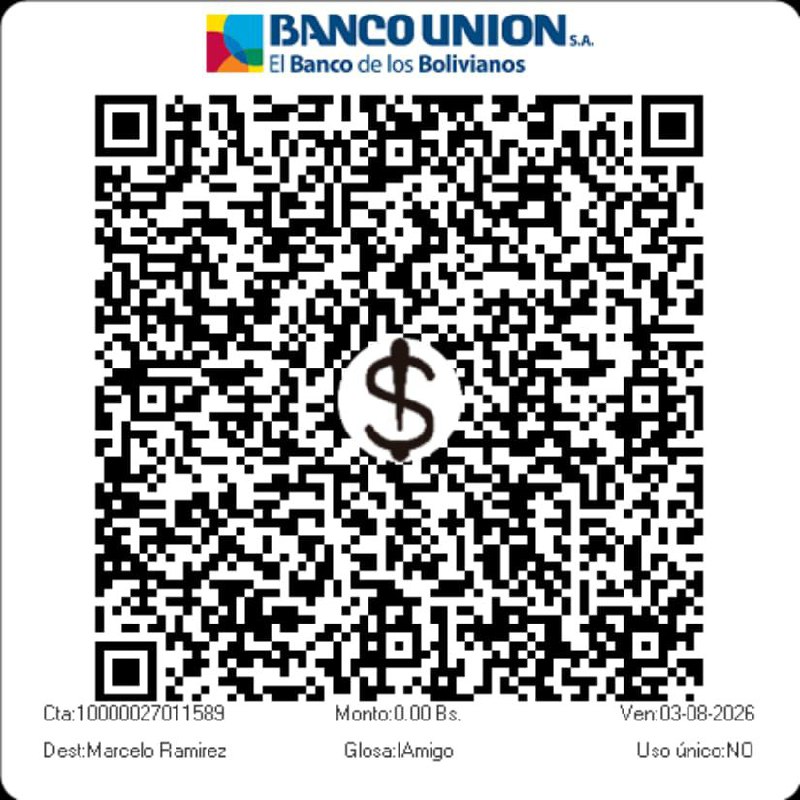 BANCO UNION S.A.
El Banco de los Bolivianos
$
Cta:10000027011589 Monto:0.00 Bs. Ven:03-08-2026
Dest:Marcelo Ramirez Glosa:IAmigo Uso único:NO